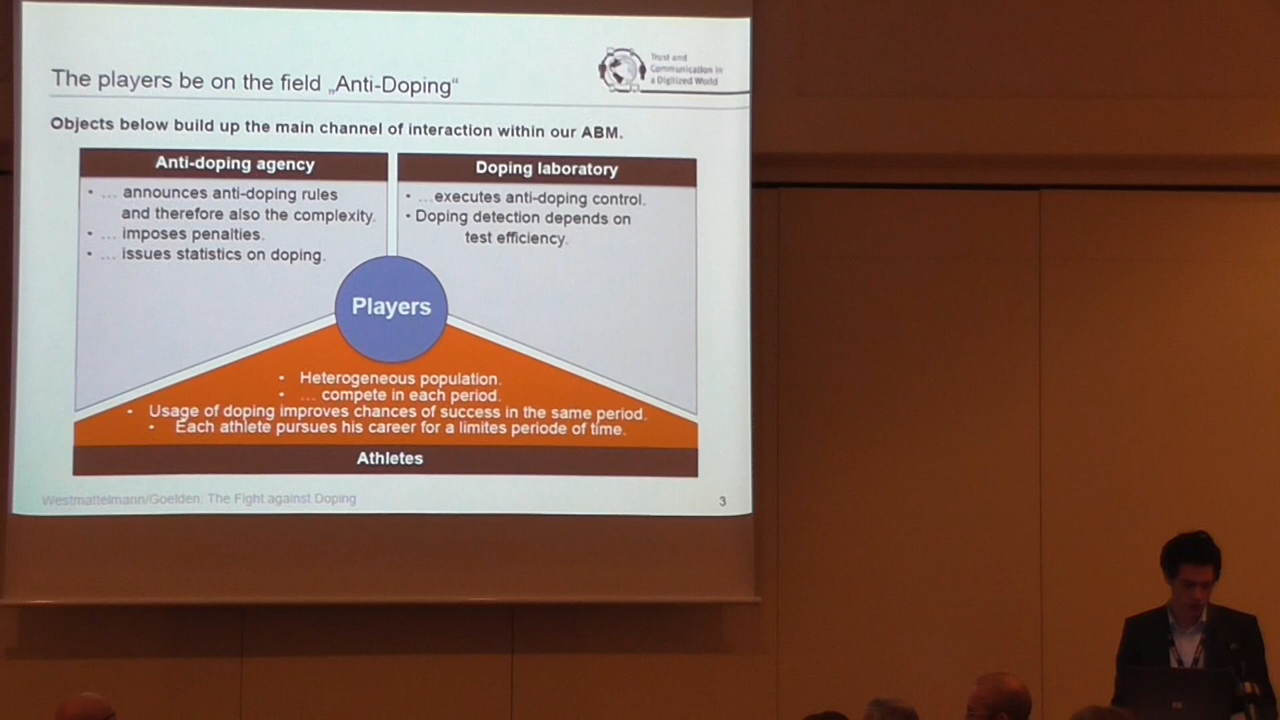 The players be on the field „Anti-Doping“
Trust and
Communication in
a Digitized World
Objects below build up the main channel of interaction within our ABM.
Anti-doping agency
• … announces anti-doping rules
and therefore also the complexity.
• … imposes penalties.
• … issues statistics on doping.
Doping laboratory
• …executes anti-doping control.
• Doping detection depends on
test efficiency.
Players
• Heterogeneous population.
• … compete in each period.
• Usage of doping improves chances of success in the same period.
• Each athlete pursues his career for a limites periode of time.
Athletes
Westmattelmann/Goelden: The Fight against Doping
3